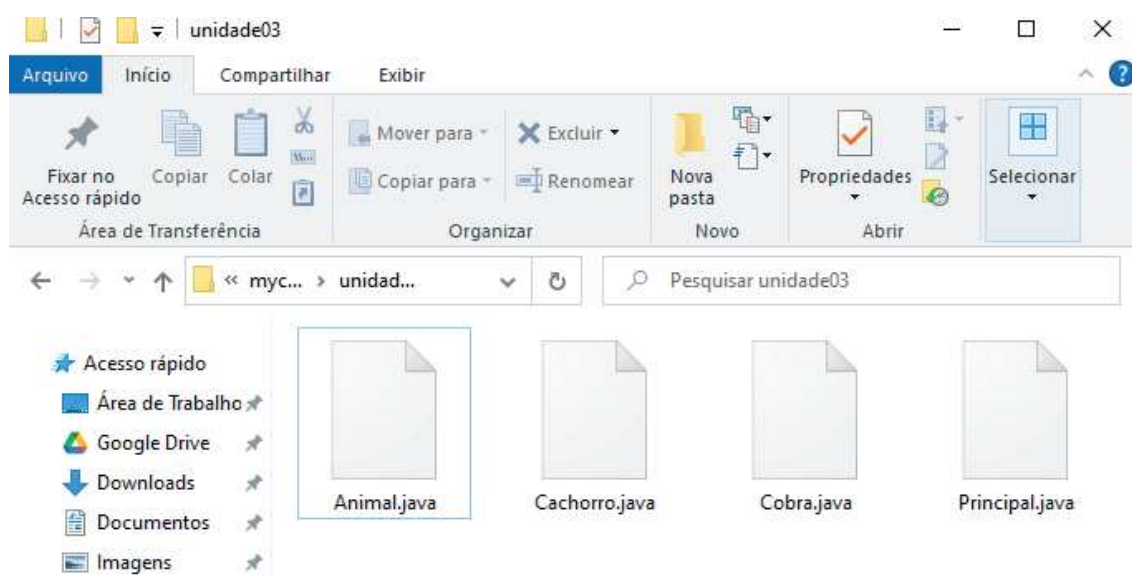 unidade03
Arquivo Início Compartilhar Exibir
Fixar no Acesso rápido
Copiar
Colar
Mover para
Copiar para
Excluir
Renomear
Nova pasta
Propriedades
Selecionar
Área de Transferência Organizar Novo Abrir
« myc... › unidad... Pesquisar unidade03
Acesso rápido
Área de Trabalho
Google Drive
Downloads
Documentos
Imagens
Animal.java Cachorro.java Cobra.java Principal.java